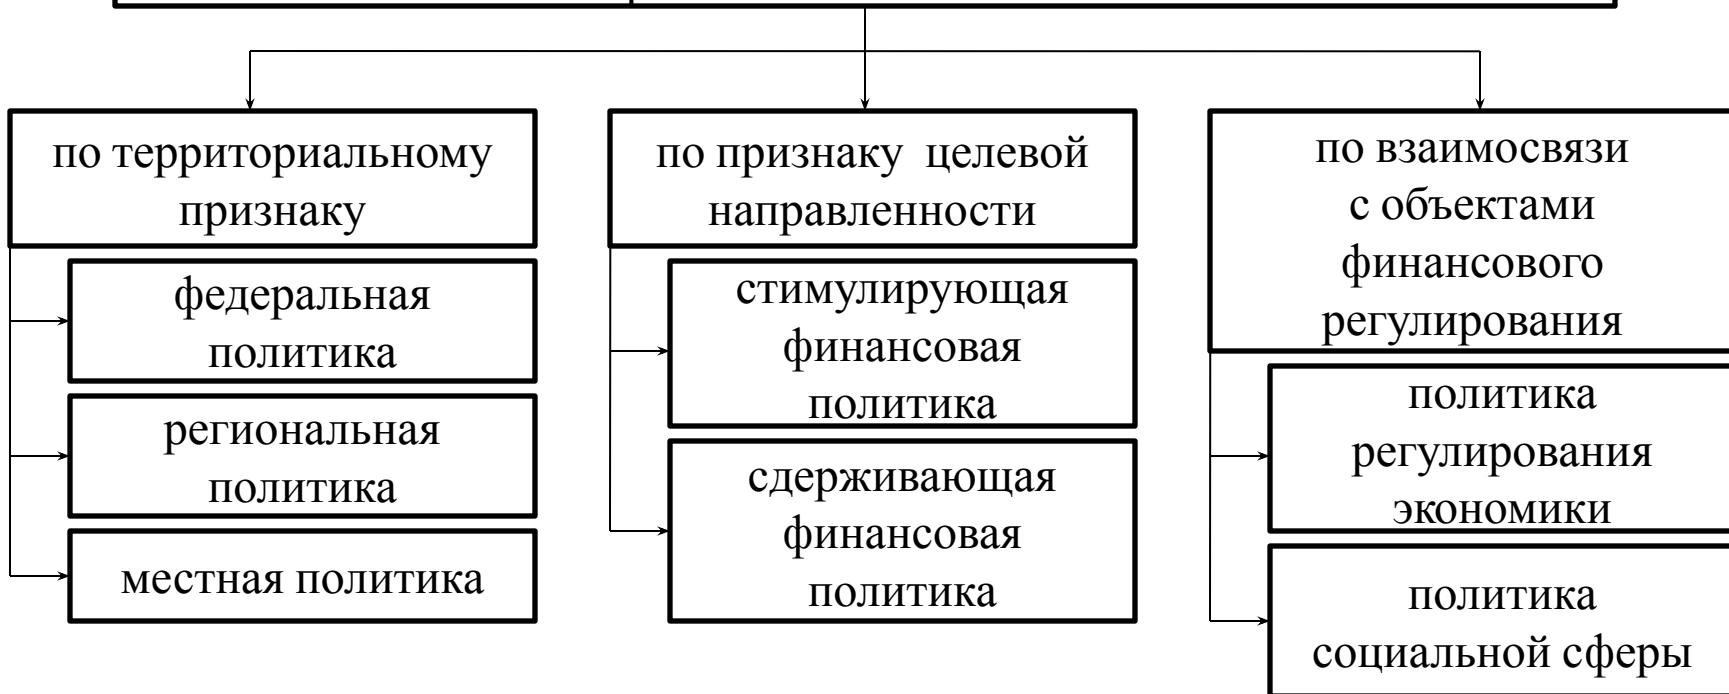 по территориальному
признаку
федеральная
политика
региональная
политика
местная политика
по признаку целевой
направленности
стимулирующая
финансовая
политика
сдерживающая
финансовая
политика
по взаимосвязи
с объектами
финансового
регулирования
политика
регулирования
экономики
политика
социальной сферы